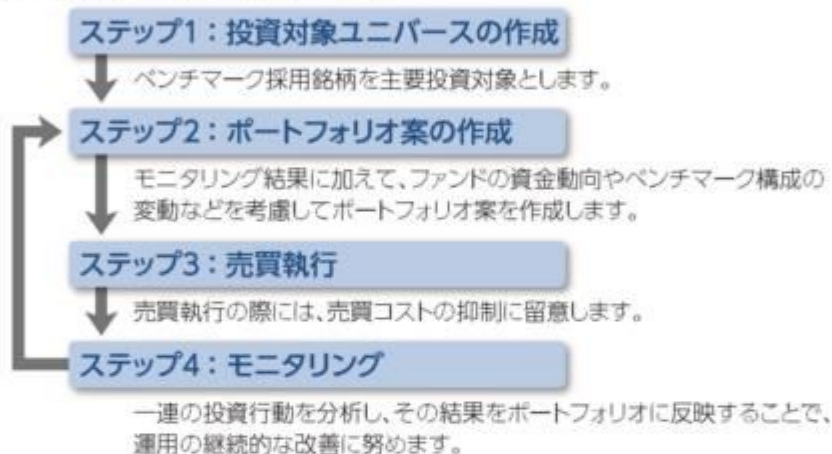 ステップ1：投資対象ユニバースの作成
ベンチマーク採用銘柄を主要投資対象とします。
ステップ2：ポートフォリオ案の作成
モニタリング結果に加えて、ファンドの資金動向やベンチマーク構成の
変動などを考慮してポートフォリオ案を作成します。
ステップ3：売買執行
売買執行の際には、売買コストの抑制に留意します。
ステップ4：モニタリング
一連の投資行動を分析し、その結果をポートフォリオに反映することで、
運用の継続的な改善に努めます。